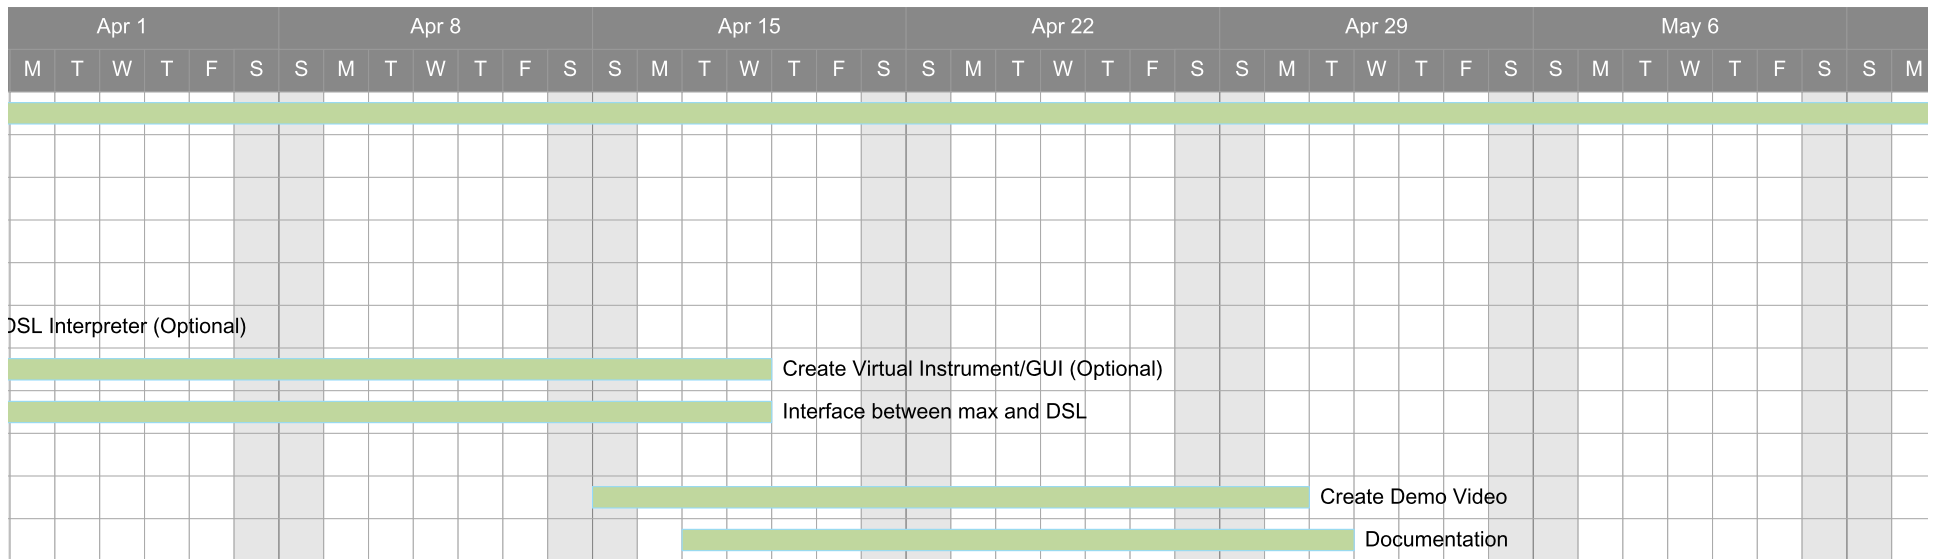 Apr 1 Apr 8 Apr 15 Apr 22 Apr 29 May 6
M T W T F S S M T W T F S S M T W T F S S M T W T F S S M T W T F S S M T W T F S S M
DSL Interpreter (Optional)
Create Virtual Instrument/GUI (Optional)
Interface between max and DSL
Create Demo Video
Documentation